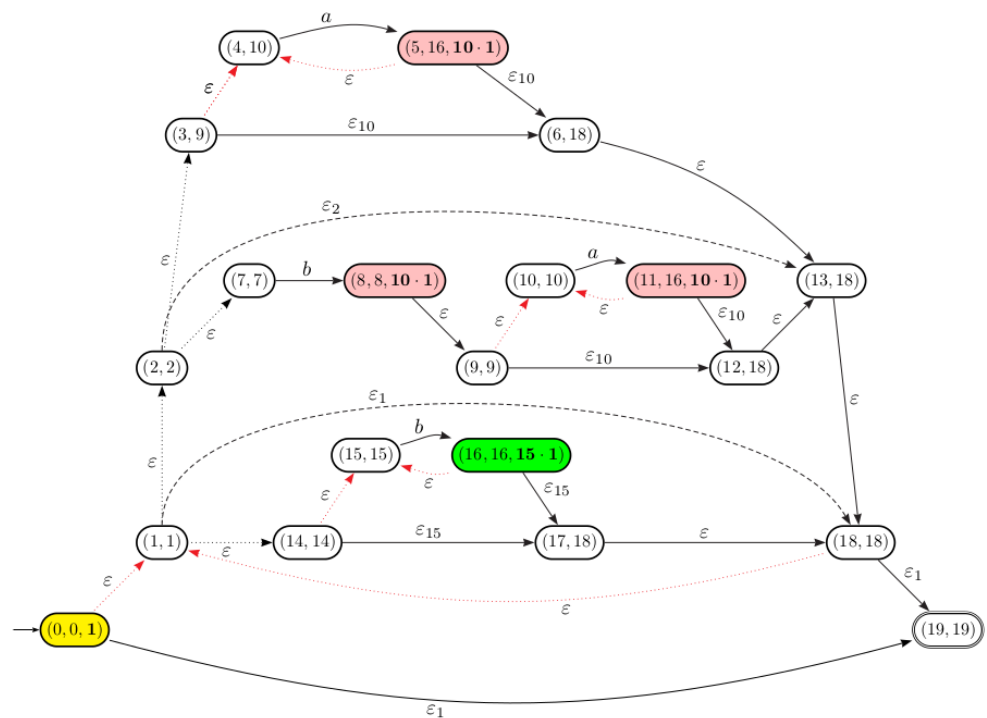 a
(4, 10)
(5, 16, 10 · 1)
ε
ε
ε₁₀
(3, 9)
ε₁₀
(6, 18)
ε
ε₂
ε
(7, 7)
b
(8, 8, 10 · 1)
(10, 10)
a
(11, 16, 10 · 1)
(13, 18)
ε
ε
ε
ε
ε₁₀
ε
(2, 2)
(9, 9)
ε₁₀
(12, 18)
ε₁
ε
b
(15, 15)
(16, 16, 15 · 1)
ε
ε
ε
ε₁₅
(1, 1)
ε
(14, 14)
ε₁₅
(17, 18)
ε
(18, 18)
ε
ε
ε₁
(0, 0, 1)
(19, 19)
ε₁